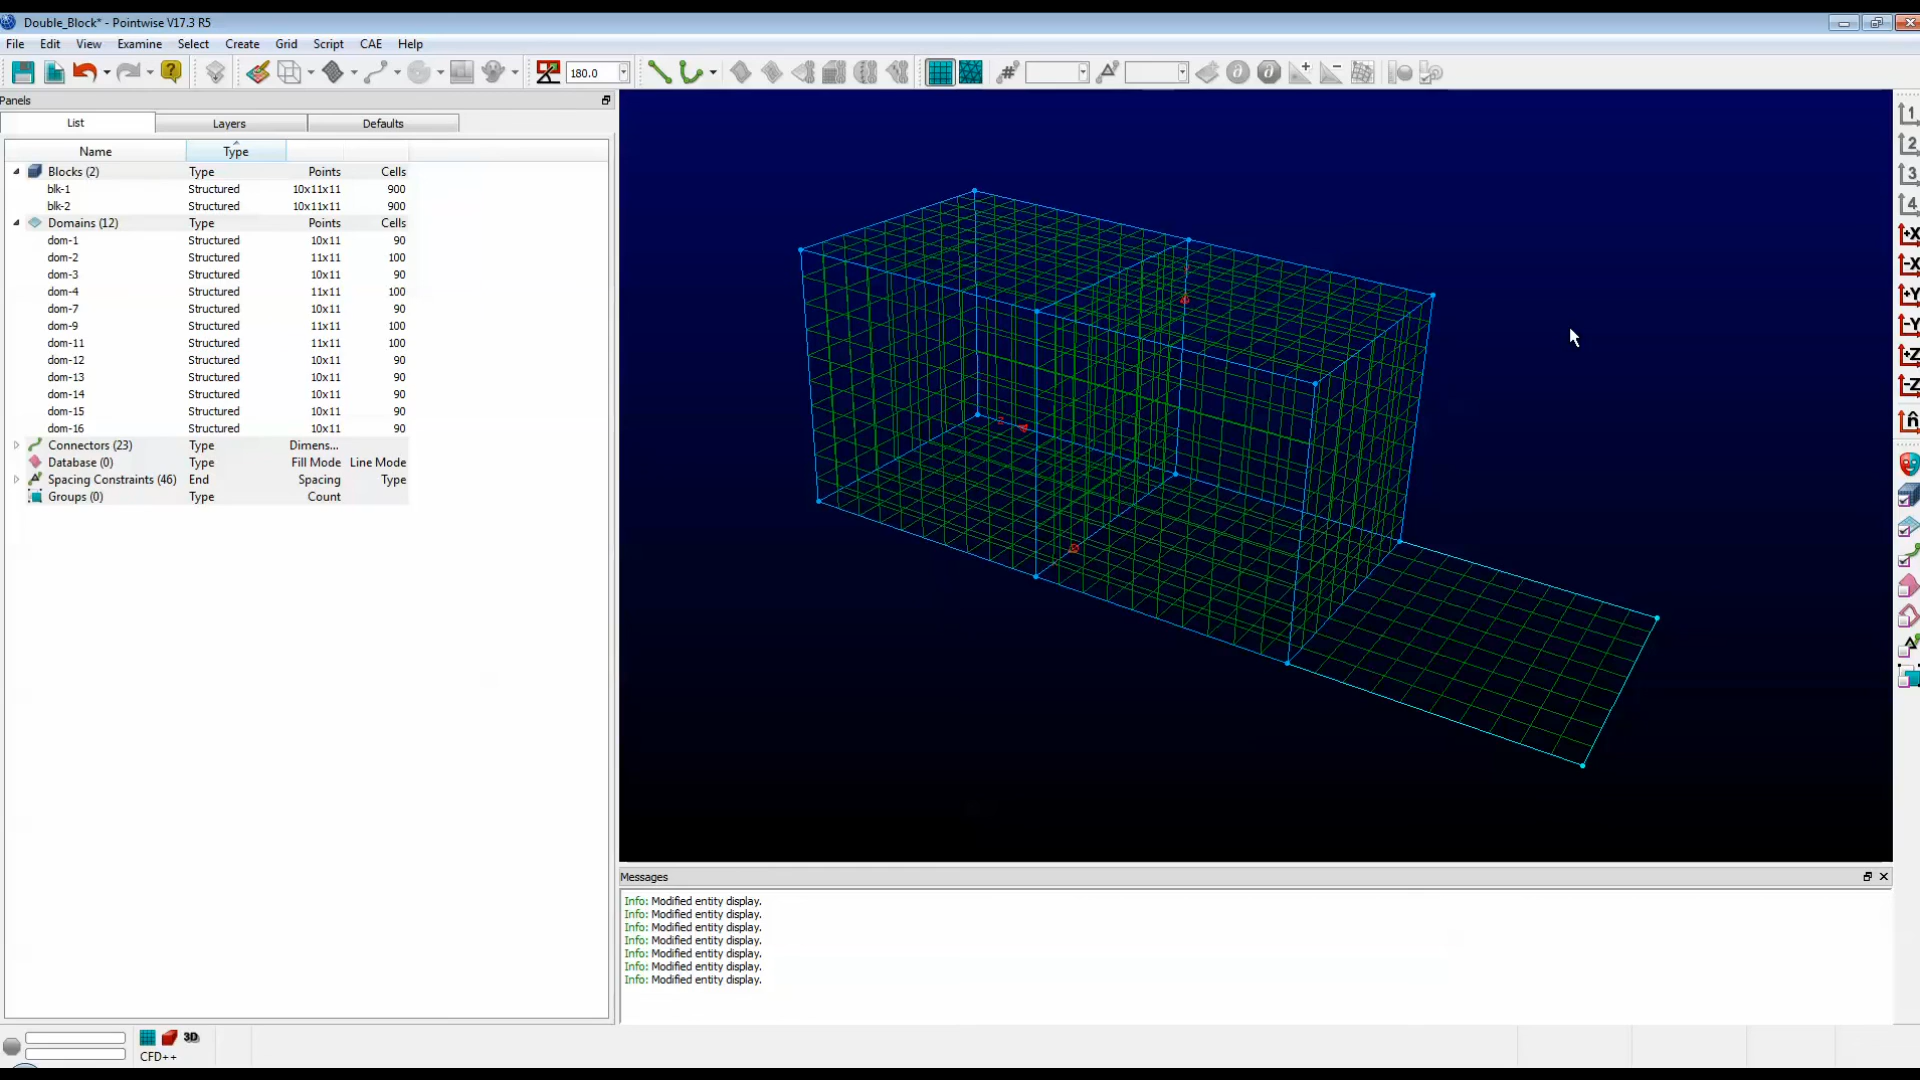 Double_Block* - Pointwise V17.3 R5
File Edit View Examine Select Create Grid Script CAE Help
180.0
Panels
List Layers Defaults
Name Type
Blocks (2) Type Points Cells
blk-1 Structured 10x11x11 900
blk-2 Structured 10x11x11 900
Domains (12) Type Points Cells
dom-1 Structured 10x11 90
dom-2 Structured 11x11 100
dom-3 Structured 10x11 90
dom-4 Structured 11x11 100
dom-7 Structured 10x11 90
dom-9 Structured 11x11 100
dom-11 Structured 11x11 100
dom-12 Structured 10x11 90
dom-13 Structured 10x11 90
dom-14 Structured 10x11 90
dom-15 Structured 10x11 90
dom-16 Structured 10x11 90
Connectors (23) Type Dimens...
Database (0) Type Fill Mode Line Mode
Spacing Constraints (46) End Spacing Type
Groups (0) Type Count
1
2
3
4
+X
-X
+Y
-Y
+Z
-Z
n̂
Messages
Info: Modified entity display.
Info: Modified entity display.
Info: Modified entity display.
Info: Modified entity display.
Info: Modified entity display.
Info: Modified entity display.
Info: Modified entity display.
3D
CFD++